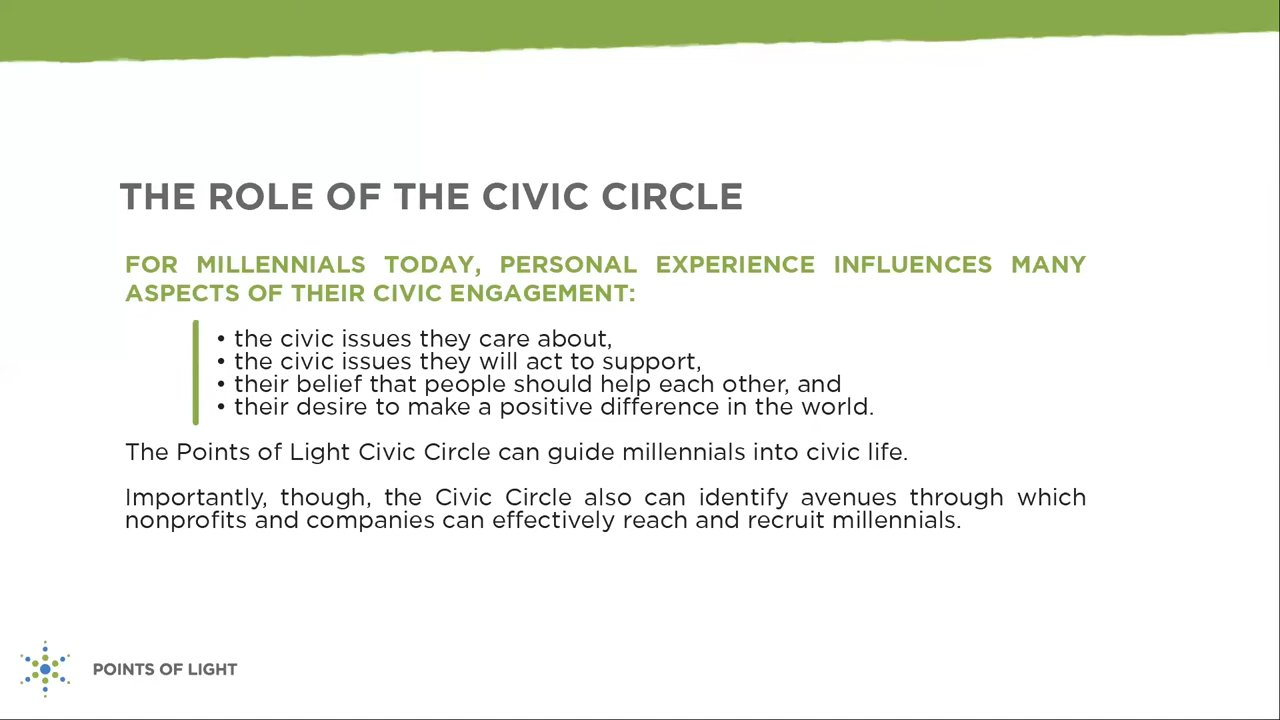 THE ROLE OF THE CIVIC CIRCLE
FOR MILLENNIALS TODAY, PERSONAL EXPERIENCE INFLUENCES MANY
ASPECTS OF THEIR CIVIC ENGAGEMENT:
• the civic issues they care about,
• the civic issues they will act to support,
• their belief that people should help each other, and
• their desire to make a positive difference in the world.
The Points of Light Civic Circle can guide millennials into civic life.
Importantly, though, the Civic Circle also can identify avenues through which
nonprofits and companies can effectively reach and recruit millennials.
POINTS OF LIGHT